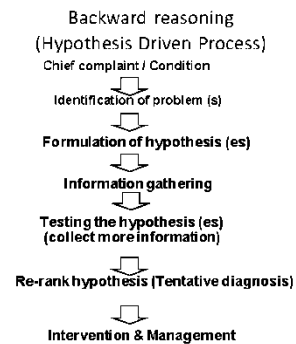 Backward reasoning
(Hypothesis Driven Process)
Chief complaint / Condition
Identification of problem (s)
Formulation of hypothesis (es)
Information gathering
Testing the hypothesis (es)
(collect more information)
Re-rank hypothesis (Tentative diagnosis)
Intervention & Management